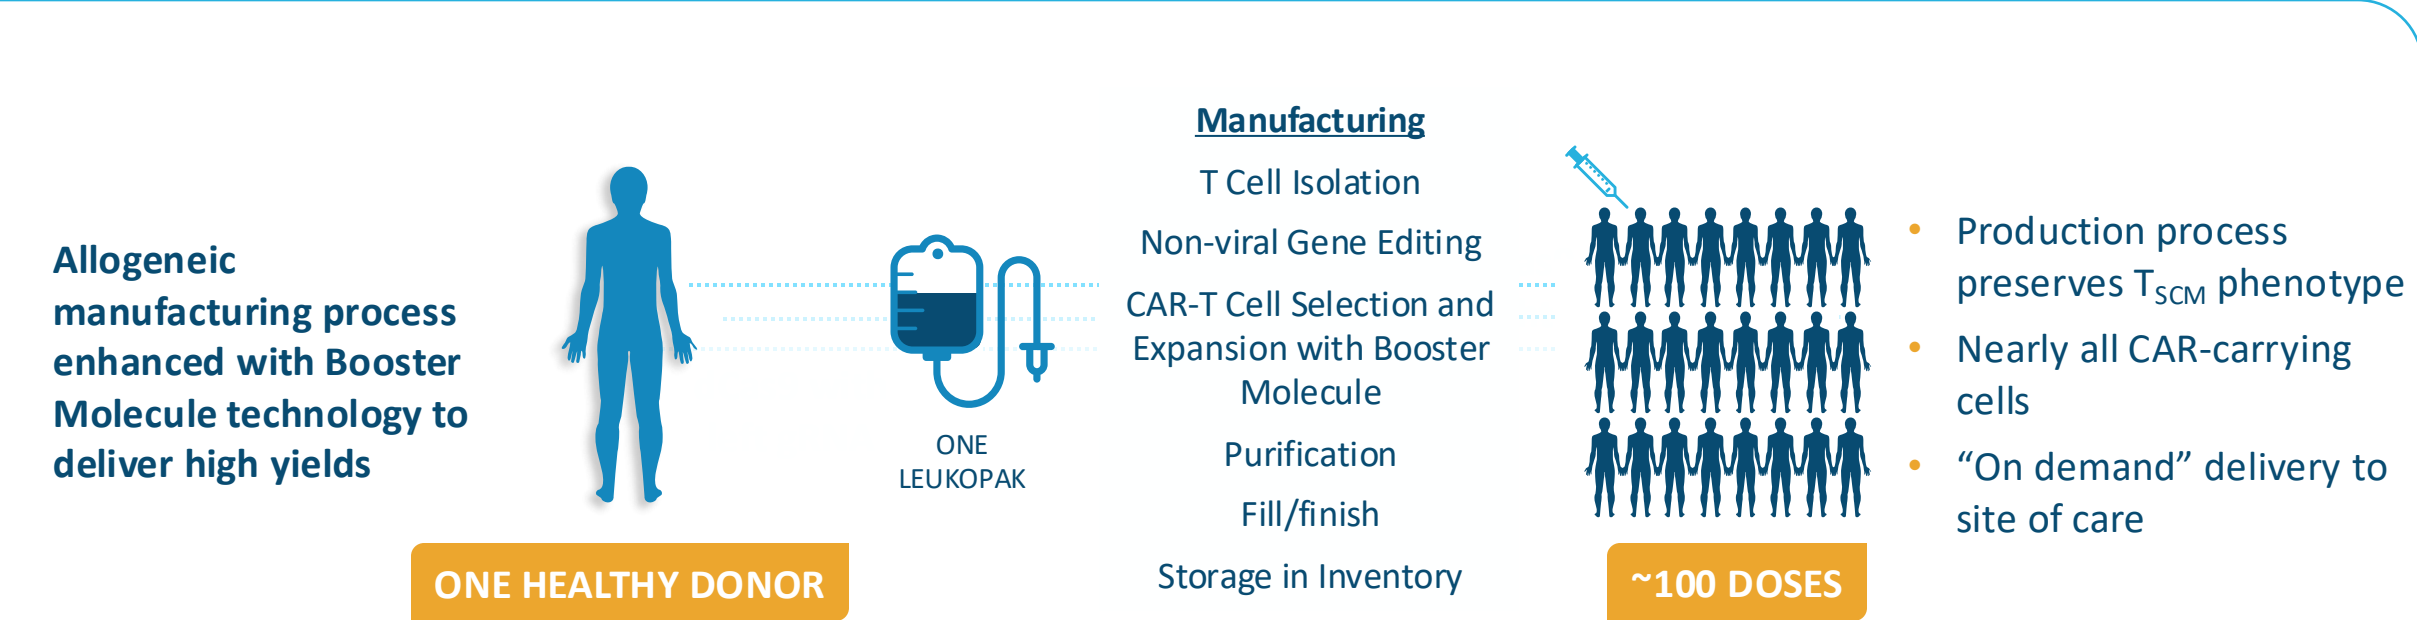 Allogeneic
manufacturing process
enhanced with Booster
Molecule technology to
deliver high yields
ONE HEALTHY DONOR
ONE
LEUKOPAK
Manufacturing
T Cell Isolation
Non-viral Gene Editing
CAR-T Cell Selection and
Expansion with Booster
Molecule
Purification
Fill/finish
Storage in Inventory
~100 DOSES
• Production process
preserves TSCM phenotype
• Nearly all CAR-carrying
cells
• “On demand” delivery to
site of care